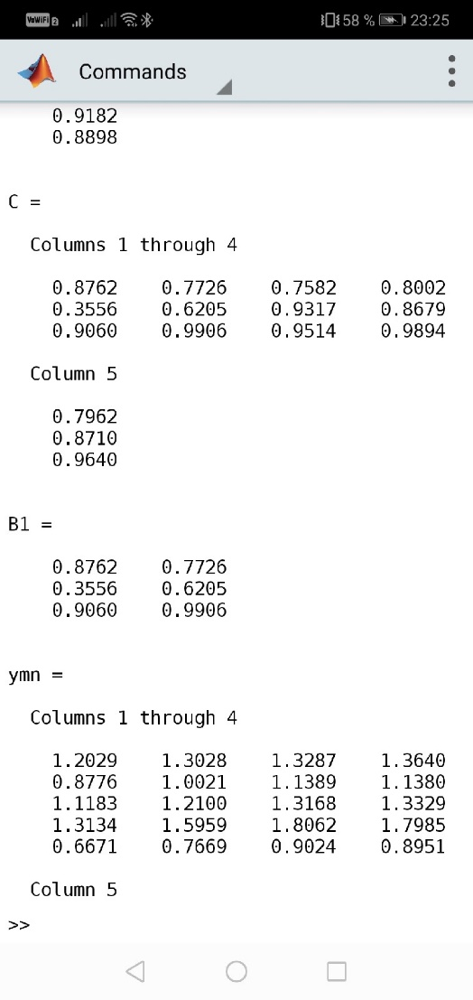 VoWiFi 2 58 % 23:25
Commands
0.9182
0.8898
C =
Columns 1 through 4
0.8762 0.7726 0.7582 0.8002
0.3556 0.6205 0.9317 0.8679
0.9060 0.9906 0.9514 0.9894
Column 5
0.7962
0.8710
0.9640
B1 =
0.8762 0.7726
0.3556 0.6205
0.9060 0.9906
ymn =
Columns 1 through 4
1.2029 1.3028 1.3287 1.3640
0.8776 1.0021 1.1389 1.1380
1.1183 1.2100 1.3168 1.3329
1.3134 1.5959 1.8062 1.7985
0.6671 0.7669 0.9024 0.8951
Column 5
>>